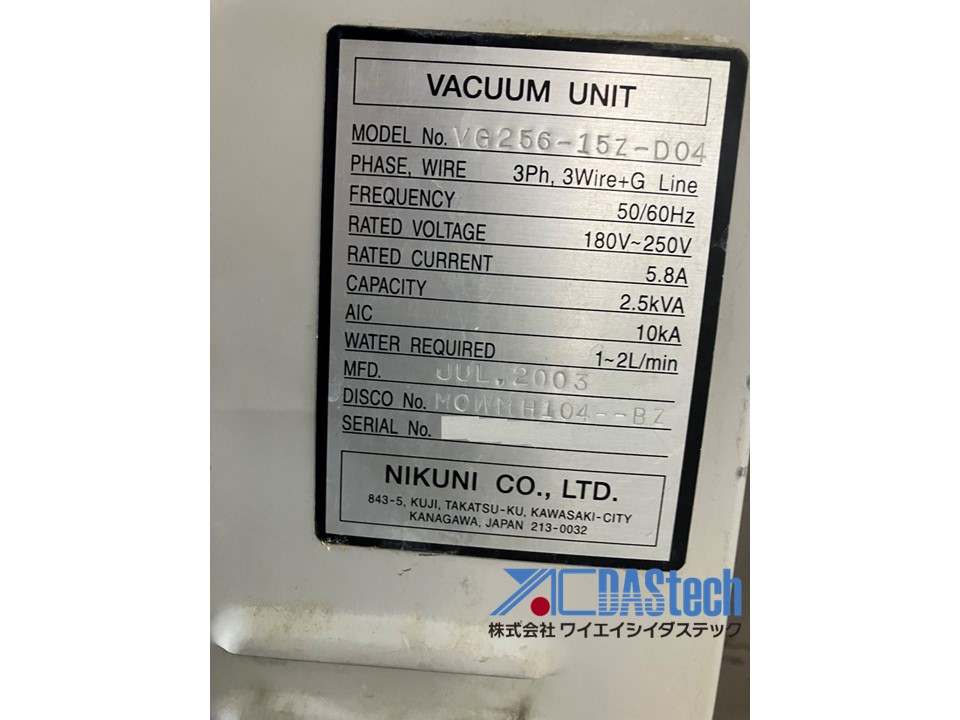 VACUUM UNIT
MODEL No. VG256-15Z-D04
PHASE, WIRE 3Ph, 3Wire+G Line
FREQUENCY 50/60Hz
RATED VOLTAGE 180V~250V
RATED CURRENT 5.8A
CAPACITY 2.5kVA
AIC 10kA
WATER REQUIRED 1~2L/min
MFD. JUL,2003
DISCO No. MOWMH104--BZ
SERIAL No.
NIKUNI CO., LTD.
843-5, KUJI, TAKATSU-KU, KAWASAKI-CITY
KANAGAWA, JAPAN 213-0032
YAC DAStech
株式会社 ワイエイシイダステック